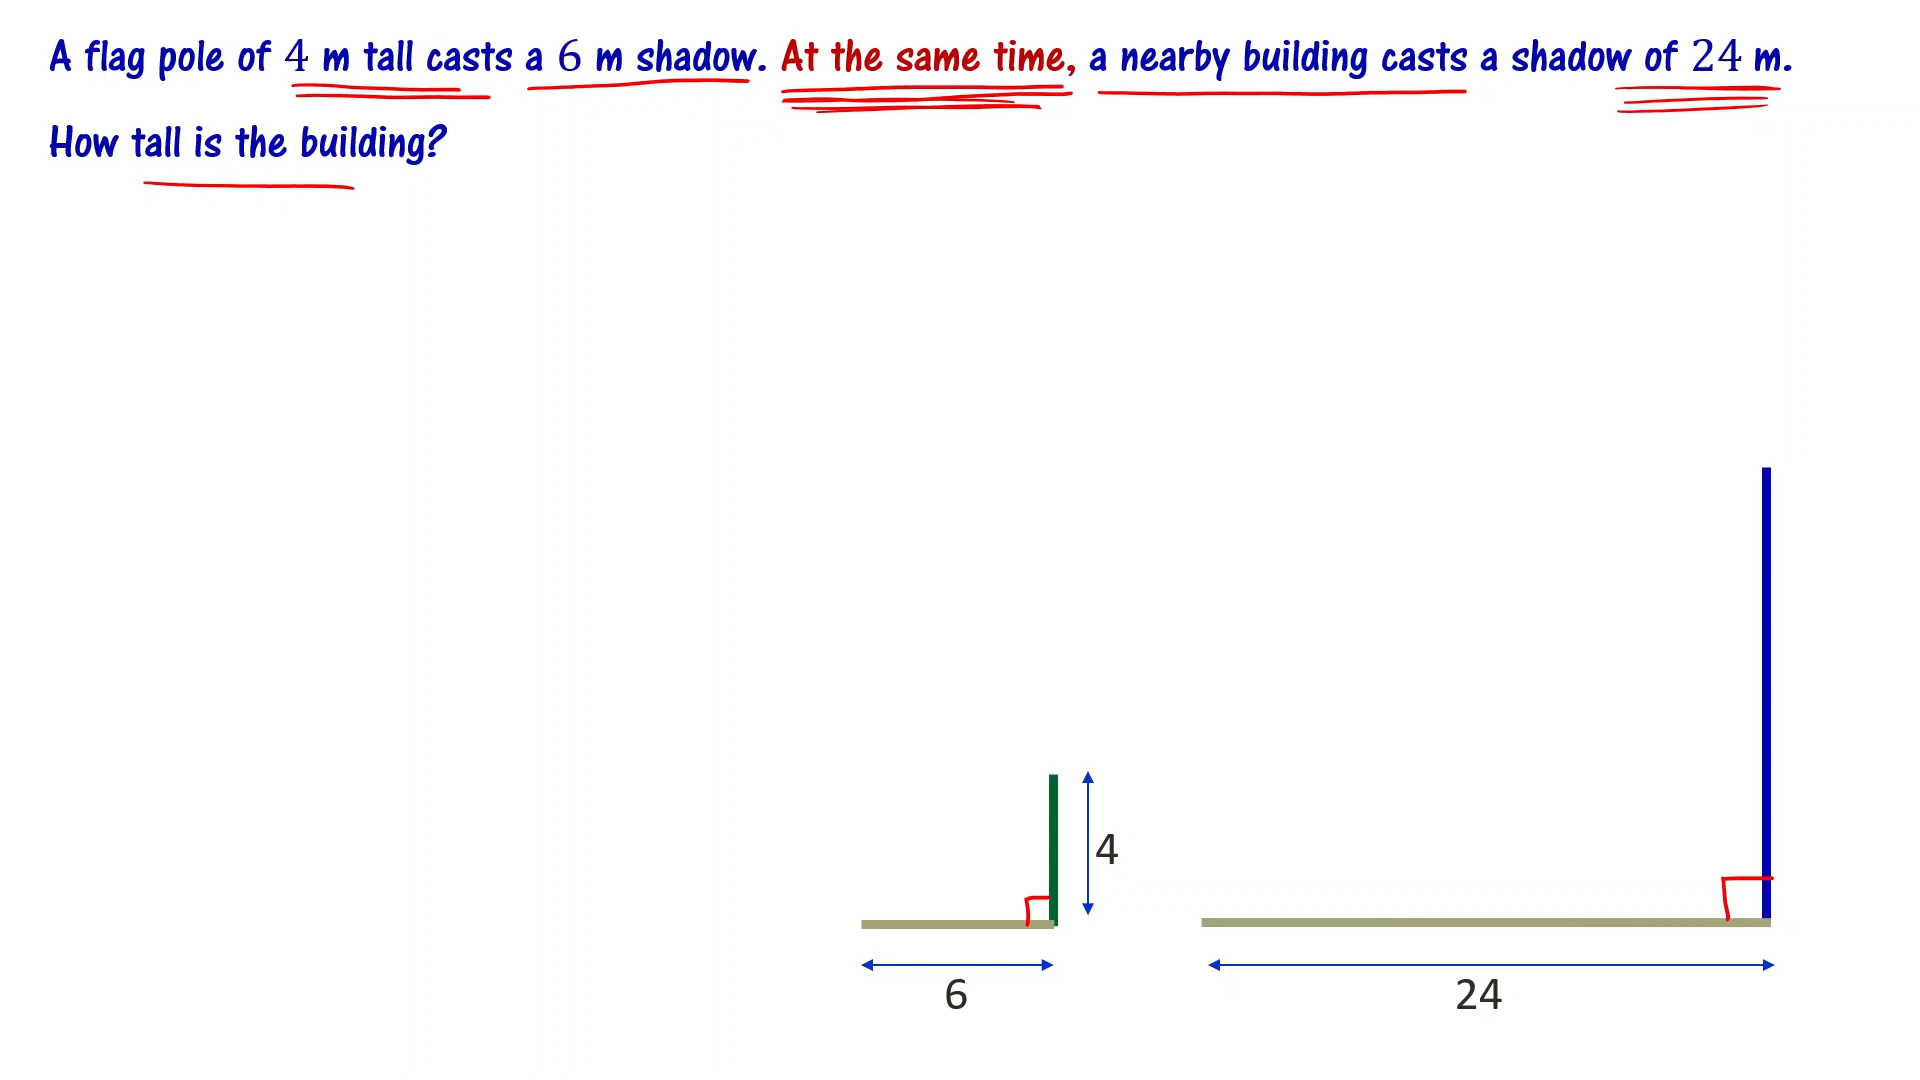 A flag pole of 4 m tall casts a 6 m shadow. At the same time, a nearby building casts a shadow of 24 m.
How tall is the building?
4
6
24